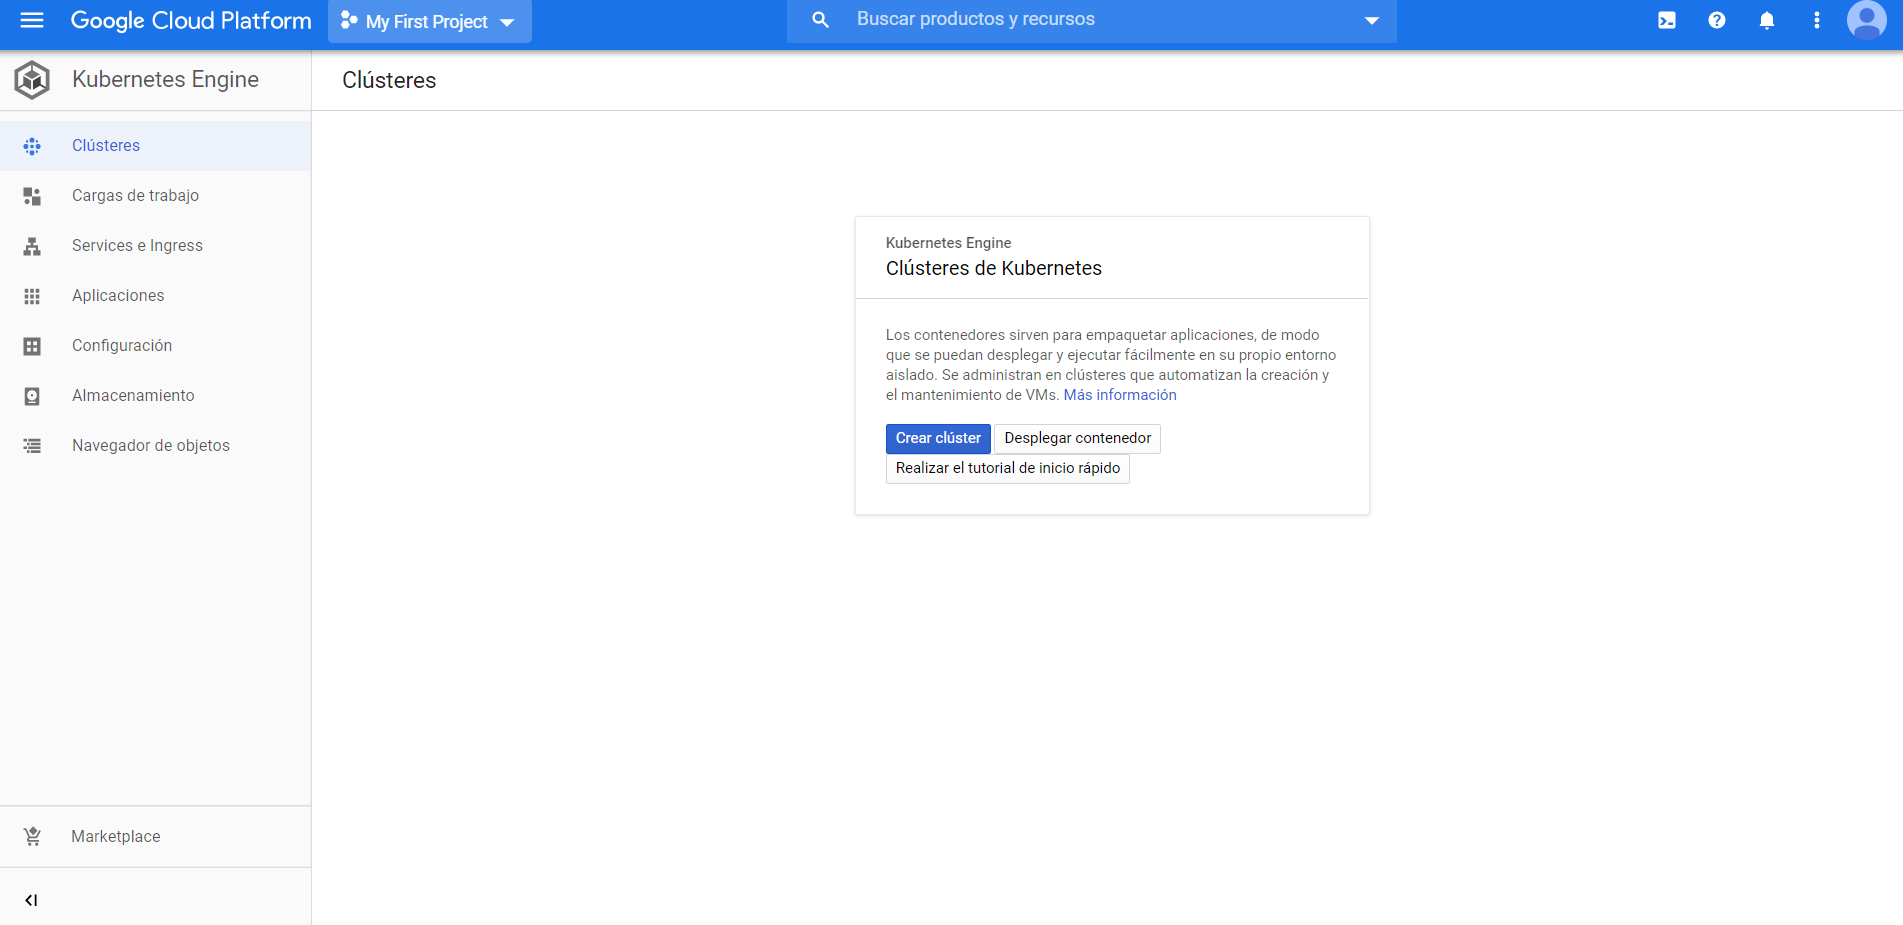 Google Cloud Platform
My First Project
Buscar productos y recursos
Kubernetes Engine
Clústeres
Clústeres
Cargas de trabajo
Services e Ingress
Aplicaciones
Configuración
Almacenamiento
Navegador de objetos
Marketplace
Kubernetes Engine
Clústeres de Kubernetes
Los contenedores sirven para empaquetar aplicaciones, de modo
que se puedan desplegar y ejecutar fácilmente en su propio entorno
aislado. Se administran en clústeres que automatizan la creación y
el mantenimiento de VMs. Más información
Crear clúster
Desplegar contenedor
Realizar el tutorial de inicio rápido